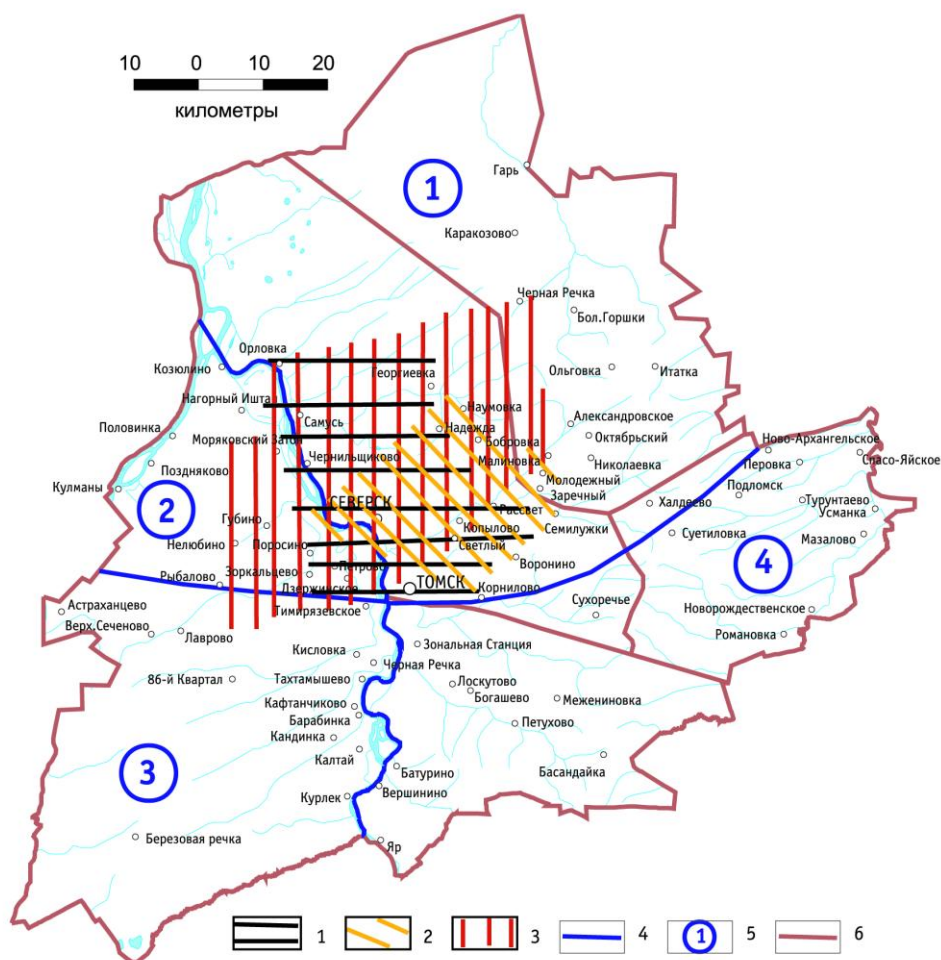 10 0 10 20
километры
1
Гарь
Каракозово
Черная Речка
Бол.Горшки
Орловка
Козюлино
Георгиевка
Ольговка
Итатка
Нагорный Ишта
Наумовка
Самусь
Александровское
Половинка
Надежда
Моряковский Затон
Бобровка
Октябрьский
Ново-Архангельское
Чернильщиково
Малиновка
Николаевка
Перовка
Спасо-Яйское
Поздняково
Молодежный
Кулманы
Заречный
Подломск
2
СЕВЕРСК
Рассвет
Халдеево
Турунтаево
Усманка
Губино
Копылово
Семилужки
Суетиловка
Мазалово
Нелюбино
Поросино
Светлый
4
Воронино
Рыбалово
Зоркальцево
Петрово
Дзержинское
ТОМСК
Корнилово
Астраханцево
Тимирязевское
Сухоречье
Новорождественское
Верх.Сеченово
Лаврово
Романовка
Кисловка
Зональная Станция
Черная Речка
86-й Квартал
Тахтамышево
Лоскутово
Богашево
Межениновка
Кафтанчиково
Барабинка
Петухово
Кандинка
3
Калтай
Батурино
Басандайка
Курлек
Вершинино
Березовая речка
Яр
1 2 3 4 1 5 6